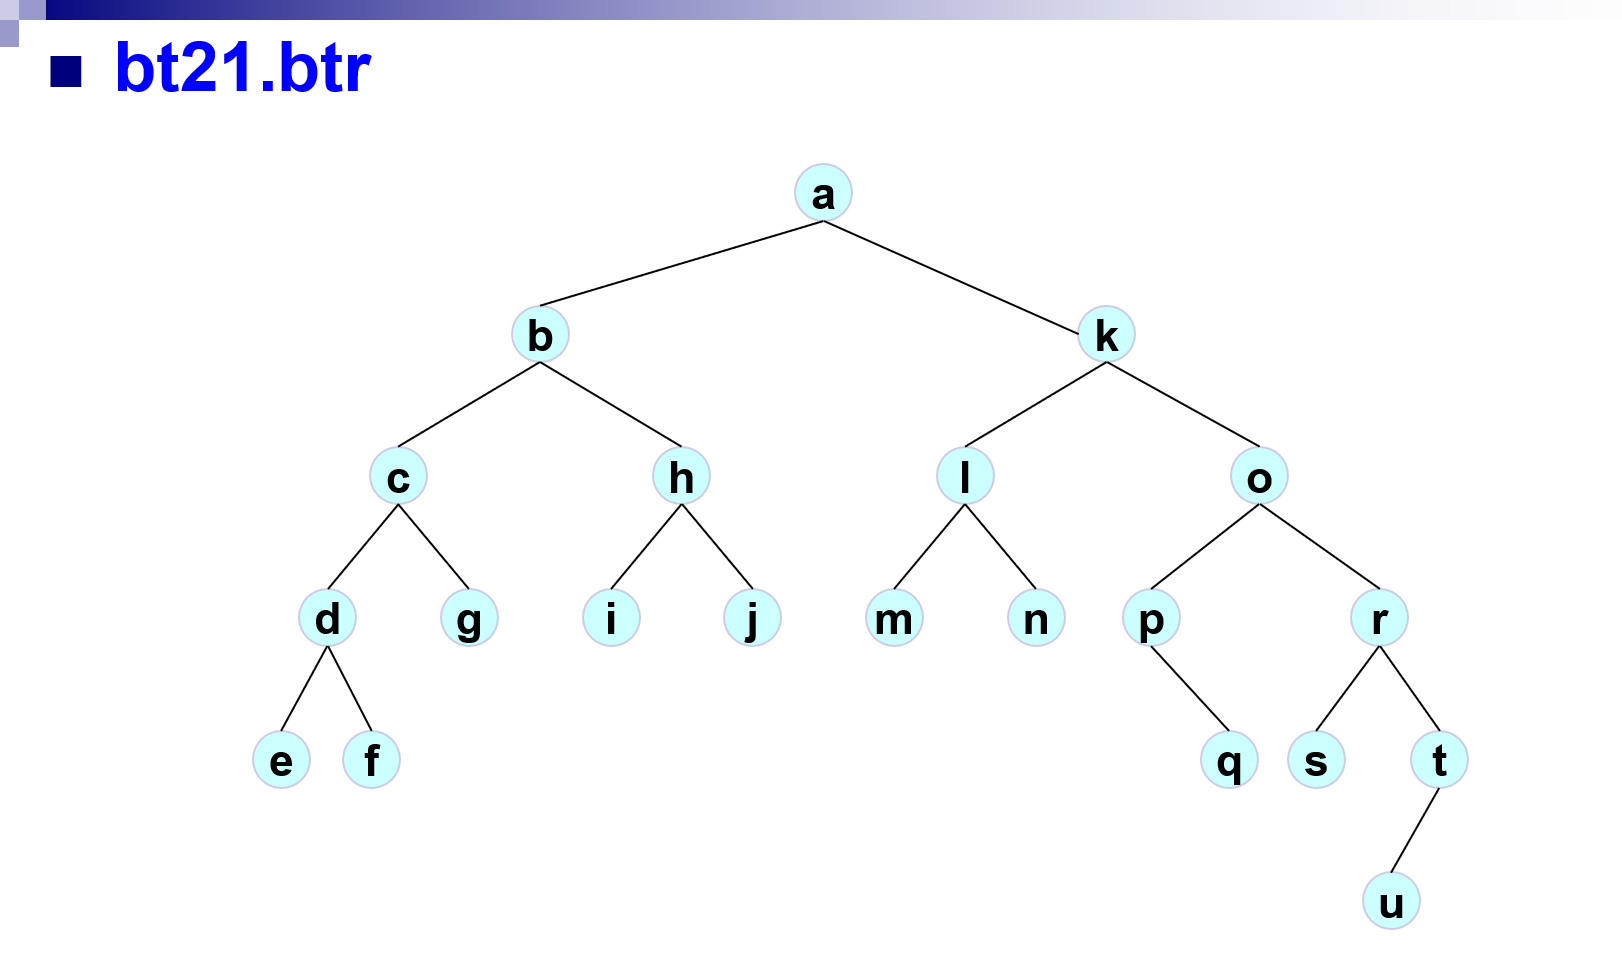 bt21.btr
a
b k
c h l o
d g i j m n p r
e f q s t
u